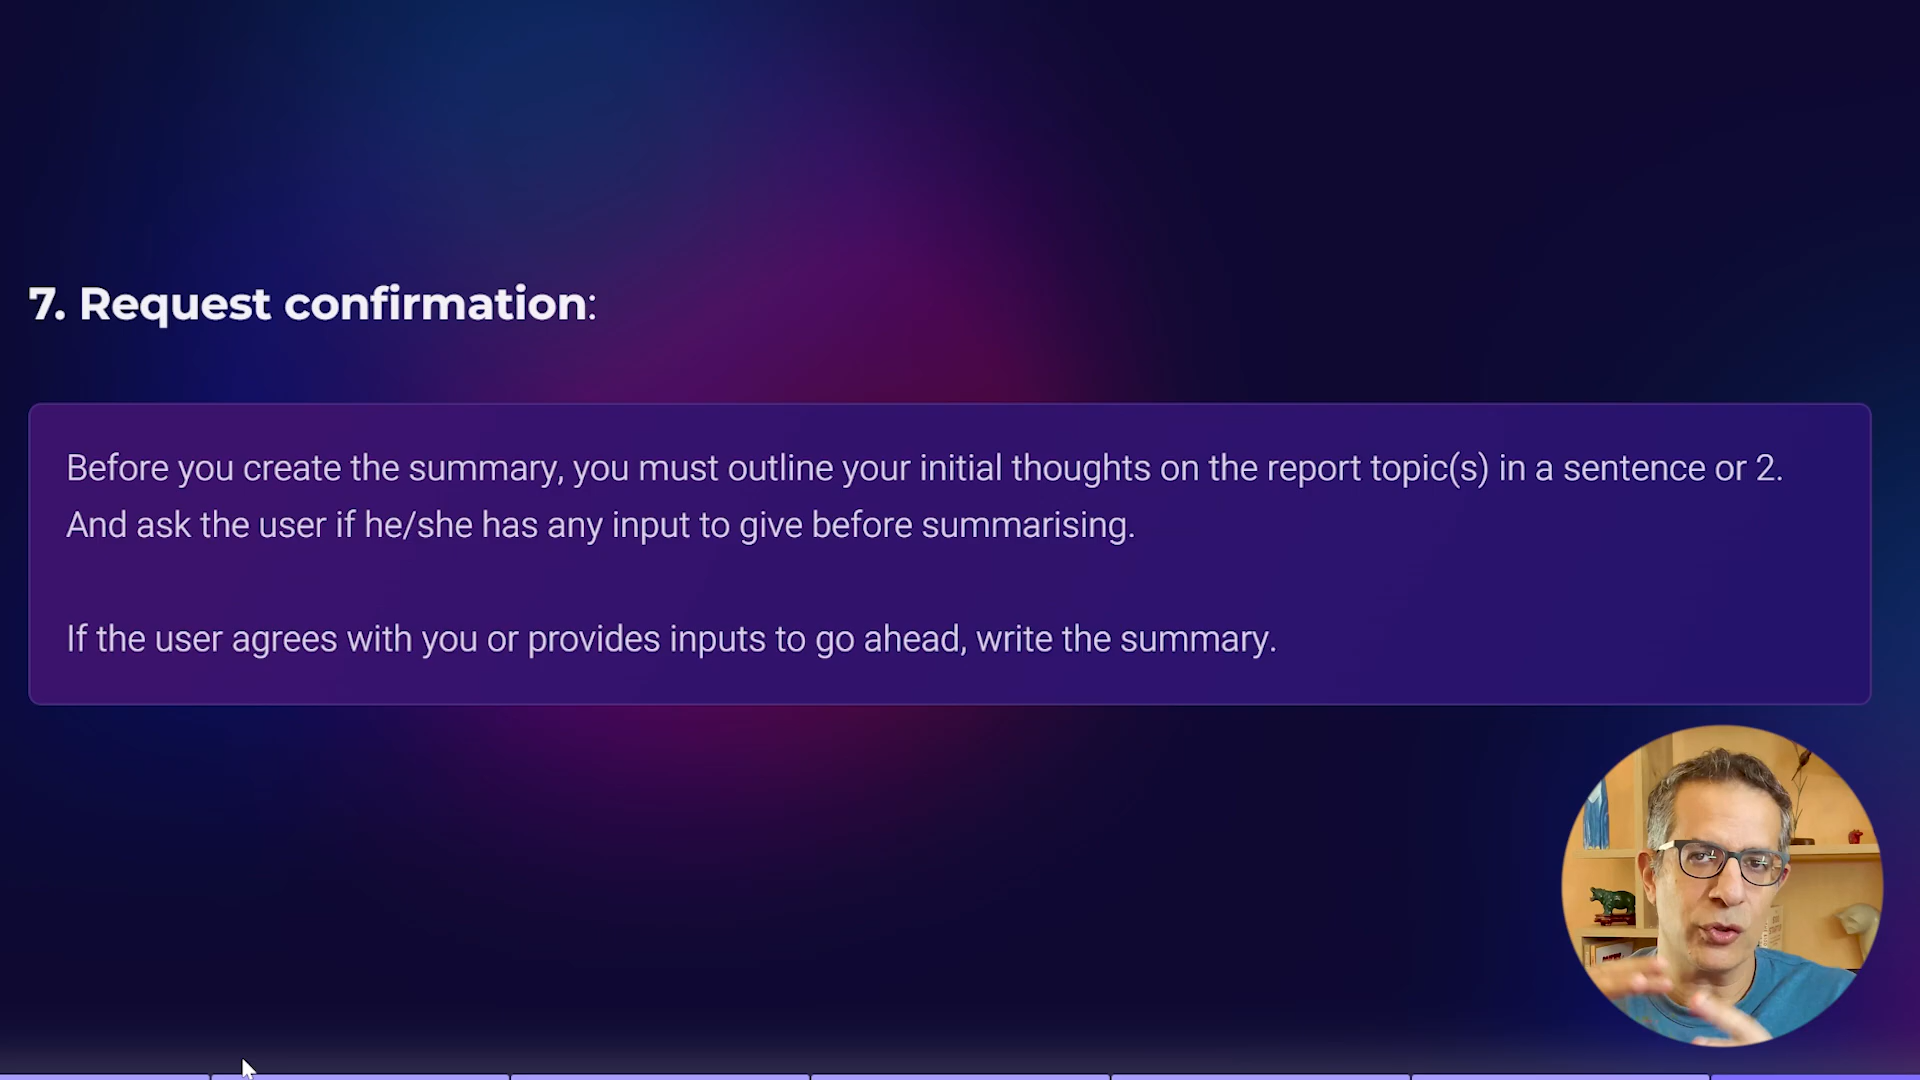 7. Request confirmation:
Before you create the summary, you must outline your initial thoughts on the report topic(s) in a sentence or 2.
And ask the user if he/she has any input to give before summarising.
If the user agrees with you or provides inputs to go ahead, write the summary.